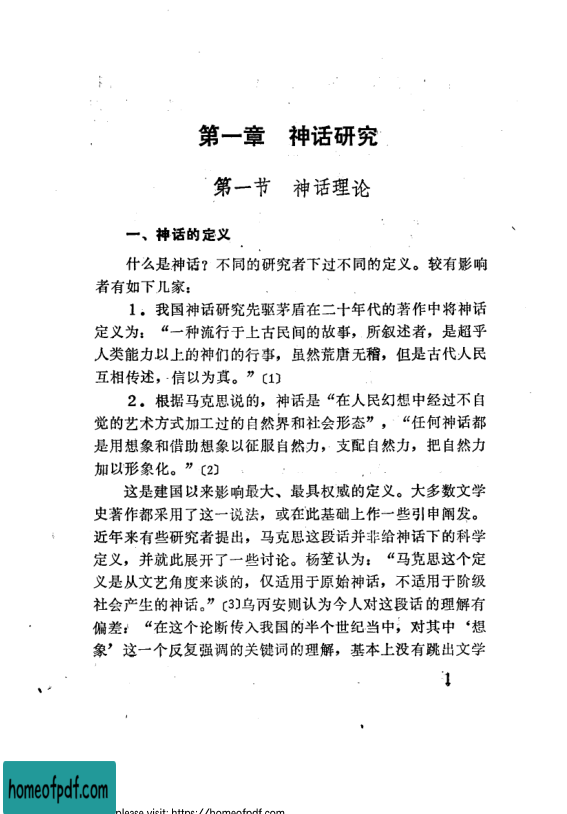 第一章 神话研究
第一节 神话理论
一、神话的定义
什么是神话？不同的研究者下过不同的定义。较有影响
者有如下几家：
1．我国神话研究先驱茅盾在二十年代的著作中将神话
定义为：“一种流行于上古民间的故事，所叙述者，是超乎
人类能力以上的神们的行事，虽然荒唐无稽，但是古代人民
互相传述，信以为真。”〔1〕
2．根据马克思说的，神话是“在人民幻想中经过不自
觉的艺术方式加工过的自然界和社会形态”，“任何神话都
是用想象和借助想象以征服自然力，支配自然力，把自然力
加以形象化。”〔2〕
这是建国以来影响最大、最具权威的定义。大多数文学
史著作都采用了这一说法，或在此基础上作一些引申阐发。
近年来有些研究者提出，马克思这段话并非给神话下的科学
定义，并就此展开了一些讨论。杨堃认为：“马克思这个定
义是从文艺角度来谈的，仅适用于原始神话，不适用于阶级
社会产生的神话。”〔3〕乌丙安则认为今人对这段话的理解有
偏差：“在这个论断传入我国的半个世纪当中，对其中‘想
象’这一个反复强调的关键词的理解，基本上没有跳出文学
1
homeofpdf.com
please visit: https://homeofpdf.com